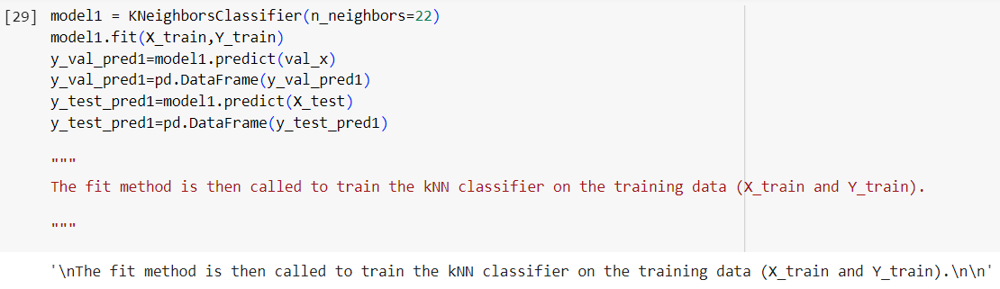 [29] model1 = KNeighborsClassifier(n_neighbors=22)
model1.fit(X_train,Y_train)
y_val_pred1=model1.predict(val_x)
y_val_pred1=pd.DataFrame(y_val_pred1)
y_test_pred1=model1.predict(X_test)
y_test_pred1=pd.DataFrame(y_test_pred1)
"""
The fit method is then called to train the kNN classifier on the training data (X_train and Y_train).
"""
'\nThe fit method is then called to train the kNN classifier on the training data (X_train and Y_train).\n\n'